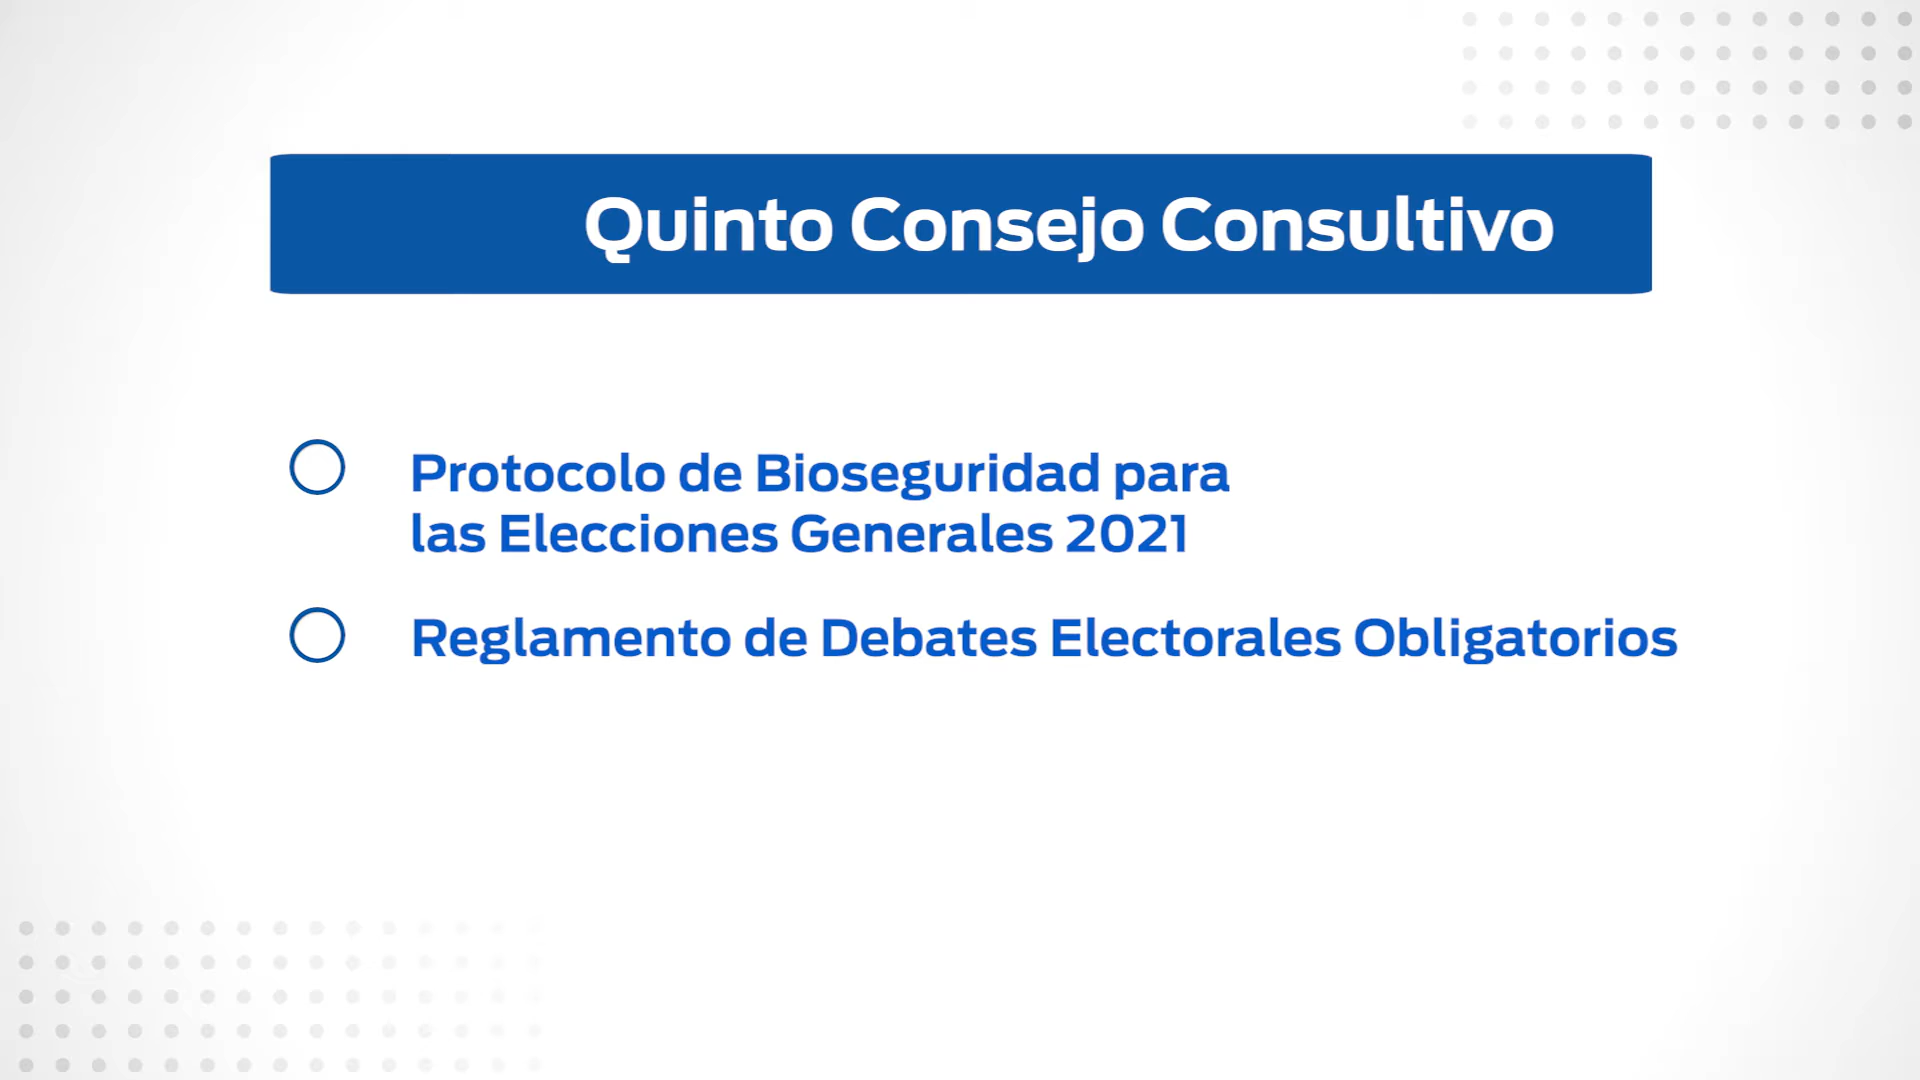 Quinto Consejo Consultivo
Protocolo de Bioseguridad para
las Elecciones Generales 2021
Reglamento de Debates Electorales Obligatorios